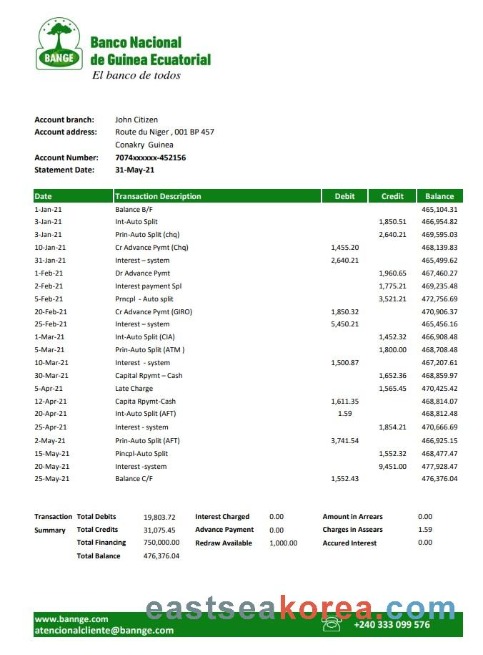 BANGE
Banco Nacional
de Guinea Ecuatorial
El banco de todos
Account branch: John Citizen
Account address: Route du Niger , 001 BP 457
Conakry Guinea
Account Number: 7074xxxxxx-452156
Statement Date: 31-May-21
Date Transaction Description Debit Credit Balance
1-Jan-21 Balance B/F 465,104.31
3-Jan-21 Int-Auto Split 1,850.51 466,954.82
3-Jan-21 Prin-Auto Split (chq) 2,640.21 469,595.03
10-Jan-21 Cr Advance Pymt (Chq) 1,455.20 468,139.83
31-Jan-21 Interest – system 2,640.21 465,499.62
1-Feb-21 Dr Advance Pymt 1,960.65 467,460.27
2-Feb-21 Interest payment Spl 1,775.21 469,235.48
5-Feb-21 Prncpl - Auto split 3,521.21 472,756.69
20-Feb-21 Cr Advance Pymt (GIRO) 1,850.32 470,906.37
25-Feb-21 Interest – system 5,450.21 465,456.16
1-Mar-21 Int-Auto Split (CIA) 1,452.32 466,908.48
5-Mar-21 Prin-Auto Split (ATM ) 1,800.00 468,708.48
10-Mar-21 Interest - system 1,500.87 467,207.61
30-Mar-21 Capital Rpymt – Cash 1,652.36 468,859.97
5-Apr-21 Late Charge 1,565.45 470,425.42
12-Apr-21 Capita Rpymt-Cash 1,611.35 468,814.07
20-Apr-21 Int-Auto Split (AFT) 1.59 468,812.48
25-Apr-21 Interest - system 1,854.21 470,666.69
2-May-21 Prin-Auto Split (AFT) 3,741.54 466,925.15
15-May-21 Pincpl-Auto Split 1,552.32 468,477.47
20-May-21 Interest -system 9,451.00 477,928.47
25-May-21 Balance C/F 1,552.43 476,376.04
Transaction Total Debits 19,803.72 Interest Charged 0.00 Amount in Arrears 0.00
Summary Total Credits 31,075.45 Advance Payment 0.00 Charges in Assears 1.59
Total Financing 750,000.00 Redraw Available 1,000.00 Accured Interest 0.00
Total Balance 476,376.04
eastseakorea.com
www.bannge.com
atencionalcliente@bannge.com +240 333 099 576